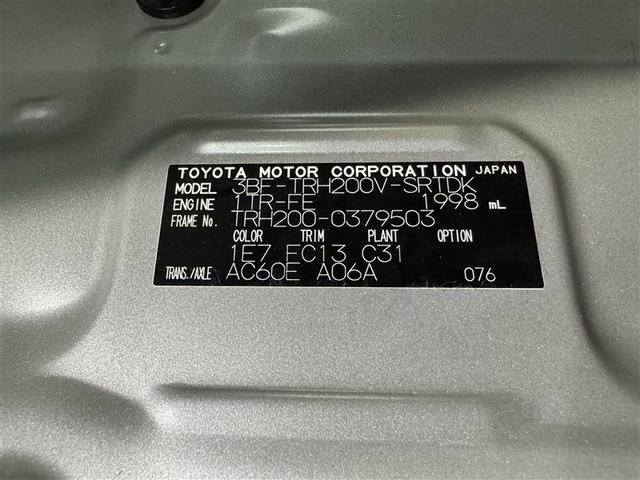 TOYOTA MOTOR CORPORATION JAPAN
MODEL 3BF-TRH200V-SRTDK
ENGINE 1TR-FE 1998 mL
FRAME No. TRH200-0379503
COLOR TRIM PLANT OPTION
1E7 FC13 C31
TRANS./AXLE AC60E A06A 076